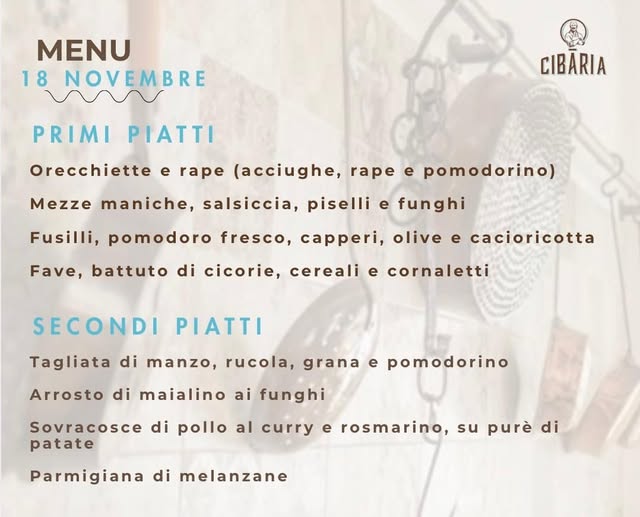 MENU
18 NOVEMBRE
CIBÀRIA
PRIMI PIATTI
Orecchiette e rape (acciughe, rape e pomodorino)
Mezze maniche, salsiccia, piselli e funghi
Fusilli, pomodoro fresco, capperi, olive e cacioricotta
Fave, battuto di cicorie, cereali e cornaletti
SECONDI PIATTI
Tagliata di manzo, rucola, grana e pomodorino
Arrosto di maialino ai funghi
Sovracosce di pollo al curry e rosmarino, su purè di
patate
Parmigiana di melanzane